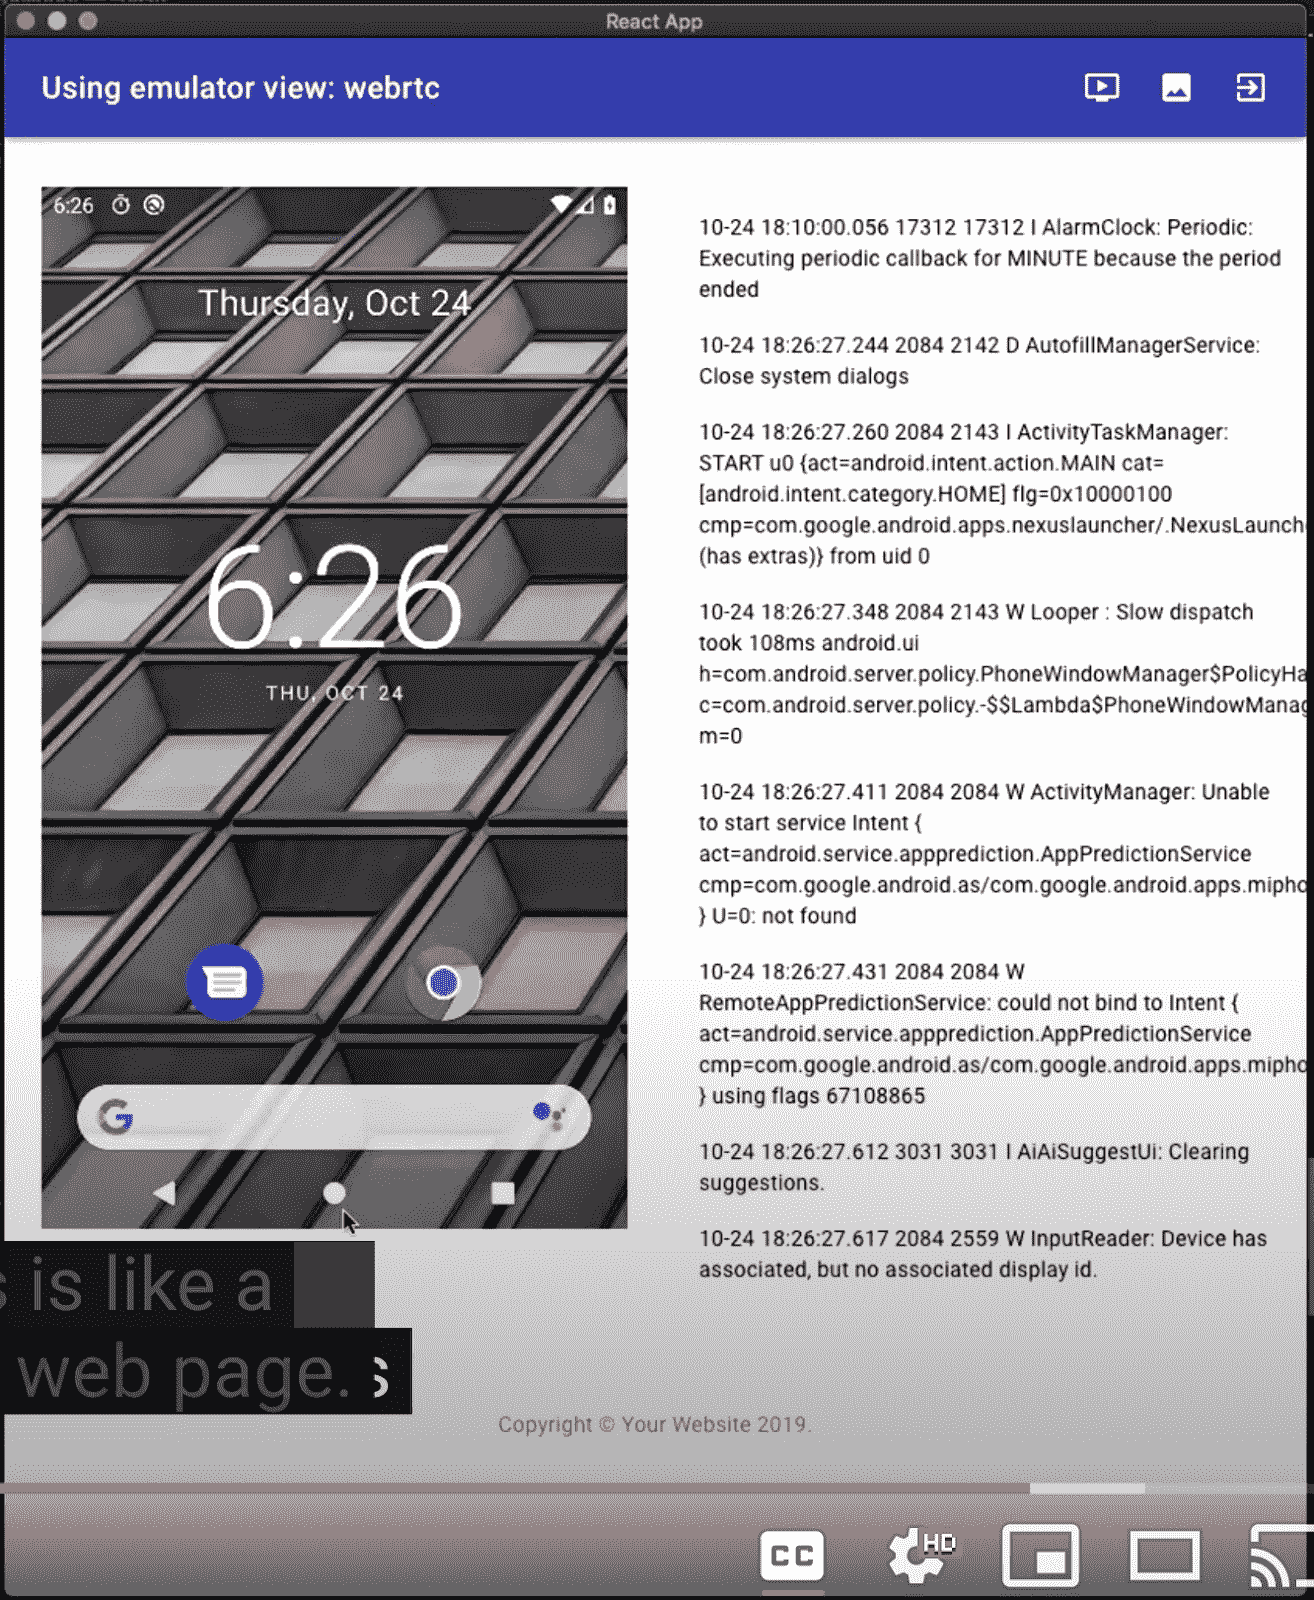 React App
Using emulator view: webrtc
6:26
Thursday, Oct 24
6:26
THU, OCT 24
G
10-24 18:10:00.056 17312 17312 I AlarmClock: Periodic:
Executing periodic callback for MINUTE because the period
ended
10-24 18:26:27.244 2084 2142 D AutofillManagerService:
Close system dialogs
10-24 18:26:27.260 2084 2143 I ActivityTaskManager:
START u0 {act=android.intent.action.MAIN cat=
[android.intent.category.HOME] flg=0x10000100
cmp=com.google.android.apps.nexuslauncher/.NexusLaunch
(has extras)} from uid 0
10-24 18:26:27.348 2084 2143 W Looper : Slow dispatch
took 108ms android.ui
h=com.android.server.policy.PhoneWindowManager$PolicyHa
c=com.android.server.policy.-$$Lambda$PhoneWindowManag
m=0
10-24 18:26:27.411 2084 2084 W ActivityManager: Unable
to start service Intent {
act=android.service.appprediction.AppPredictionService
cmp=com.google.android.as/com.google.android.apps.mipho
} U=0: not found
10-24 18:26:27.431 2084 2084 W
RemoteAppPredictionService: could not bind to Intent {
act=android.service.appprediction.AppPredictionService
cmp=com.google.android.as/com.google.android.apps.mipho
} using flags 67108865
10-24 18:26:27.612 3031 3031 I AiAiSuggestUi: Clearing
suggestions.
10-24 18:26:27.617 2084 2559 W InputReader: Device has
associated, but no associated display id.
s is like a
web page. s
Copyright © Your Website 2019.
CC
HD